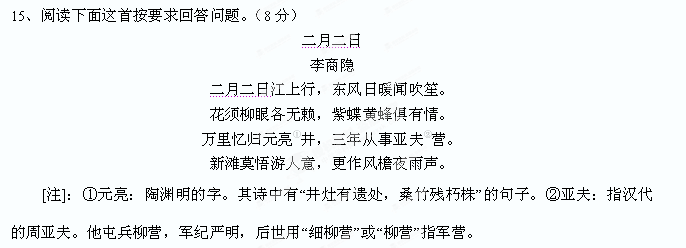 15、阅读下面这首按要求回答问题。（8分）
二月二日
李商隐
二月二日江上行，东风日暖闻吹笙。
花须柳眼各无赖，紫蝶黄蜂俱有情。
万里忆归元亮①井，三年从事亚夫②营。
新滩莫悟游人意，更作风檐夜雨声。
[注]：①元亮：陶渊明的字。其诗中有“井灶有遗处，桑竹残朽株”的句子。②亚夫：指汉代
的周亚夫。他屯兵柳营，军纪严明，后世用“细柳营”或“柳营”指军营。